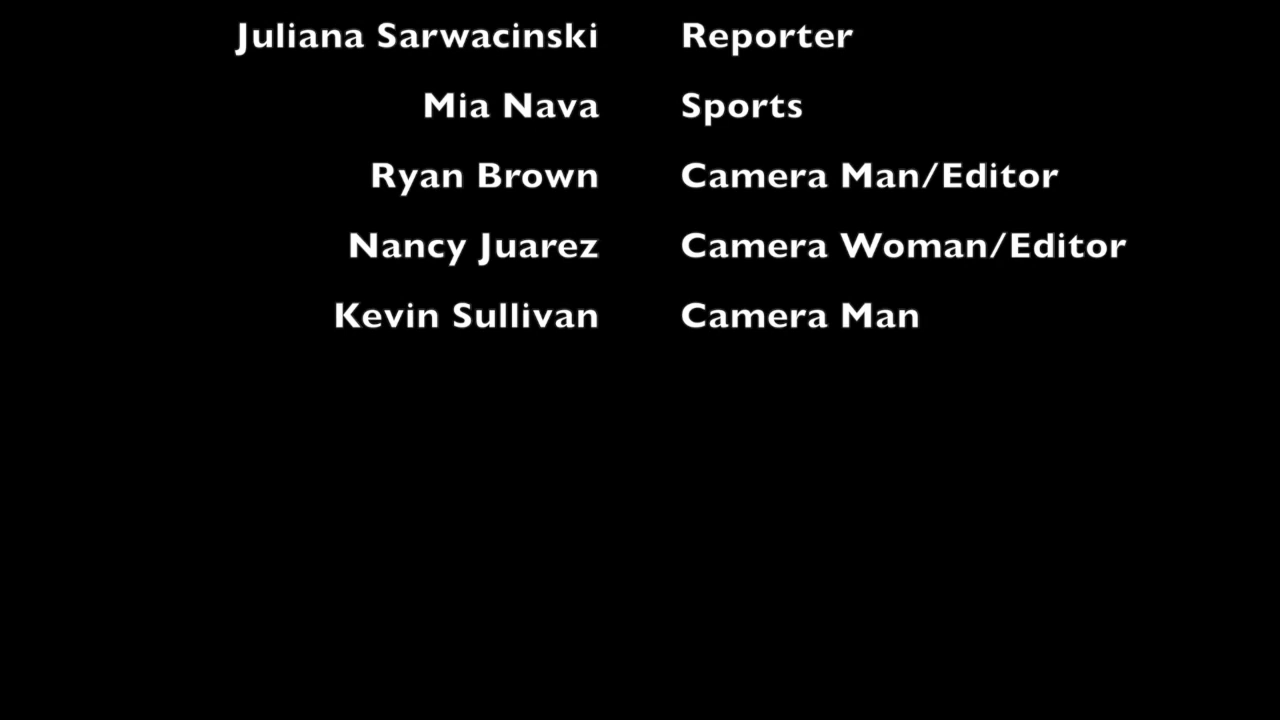 Juliana Sarwacinski Reporter
Mia Nava Sports
Ryan Brown Camera Man/Editor
Nancy Juarez Camera Woman/Editor
Kevin Sullivan Camera Man